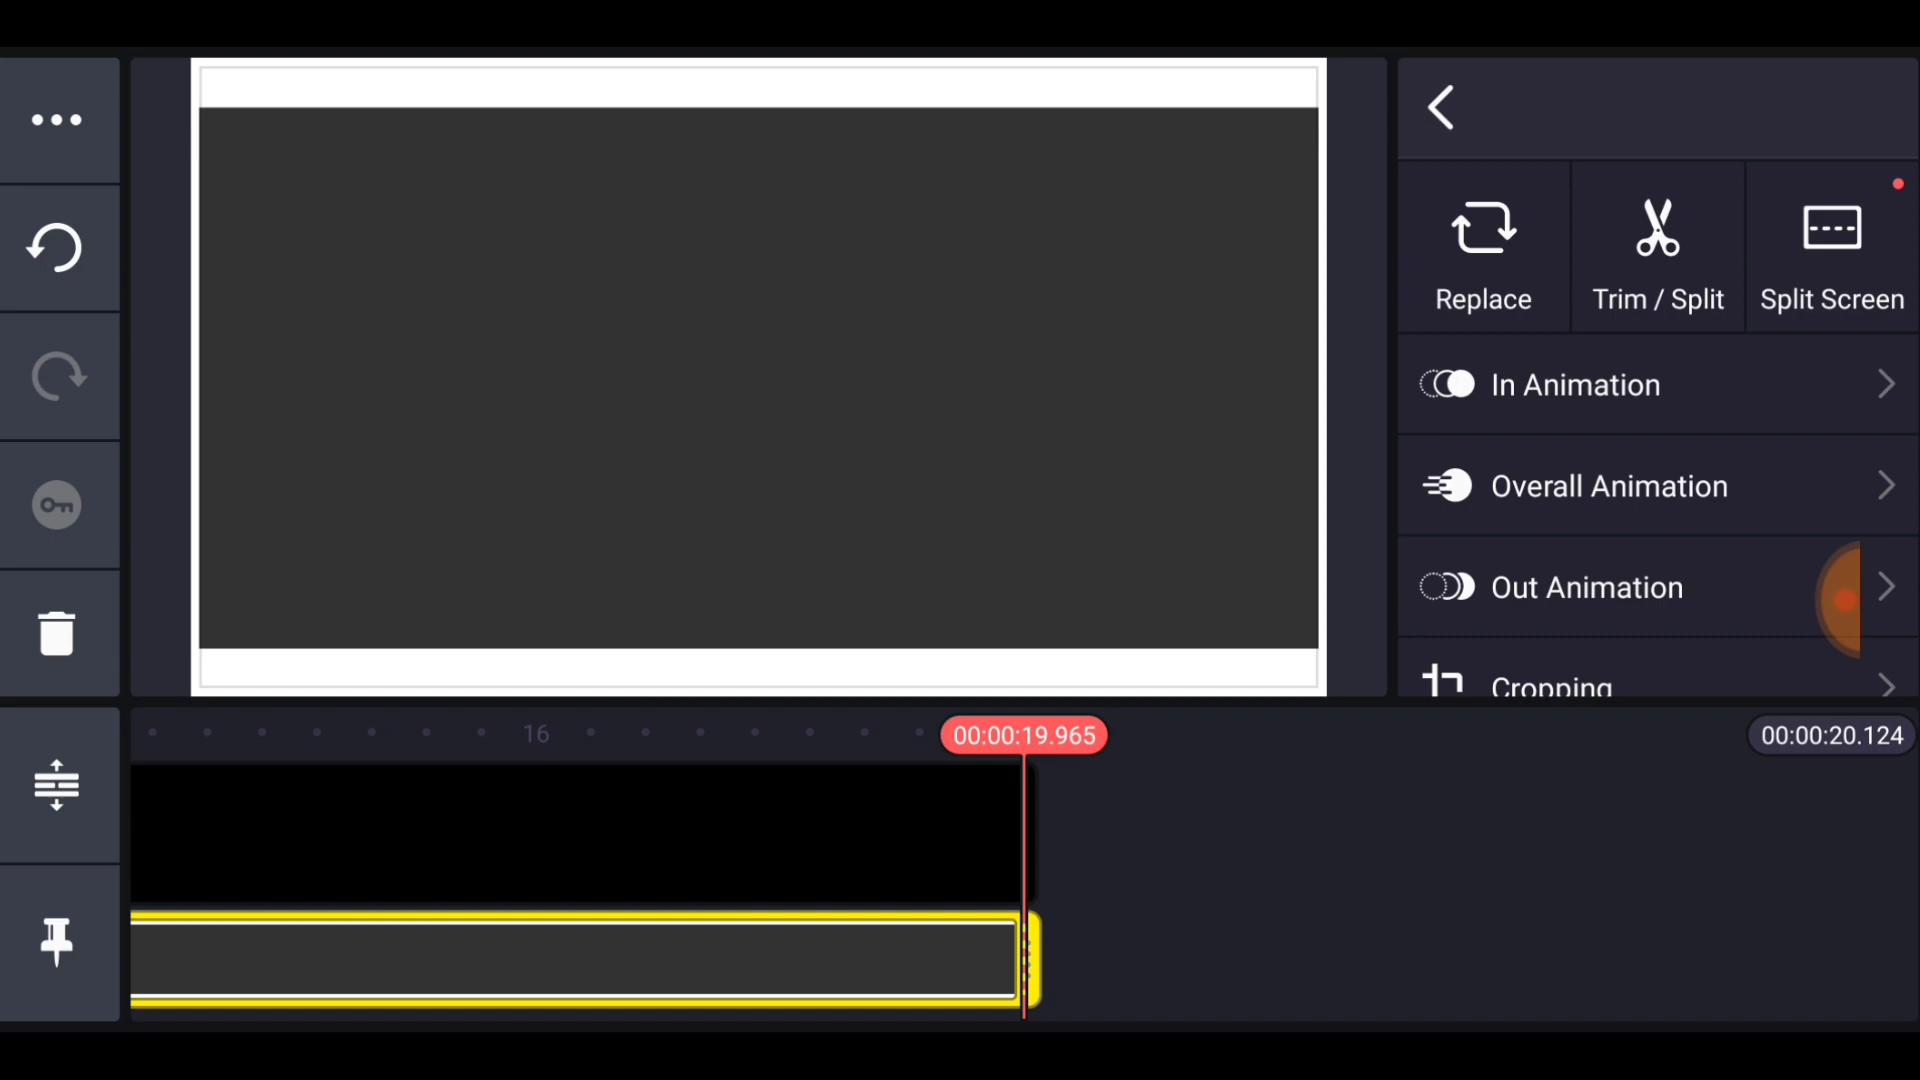 Replace
Trim / Split
Split Screen
In Animation
Overall Animation
Out Animation
Cropping
16
00:00:19.965
00:00:20.124